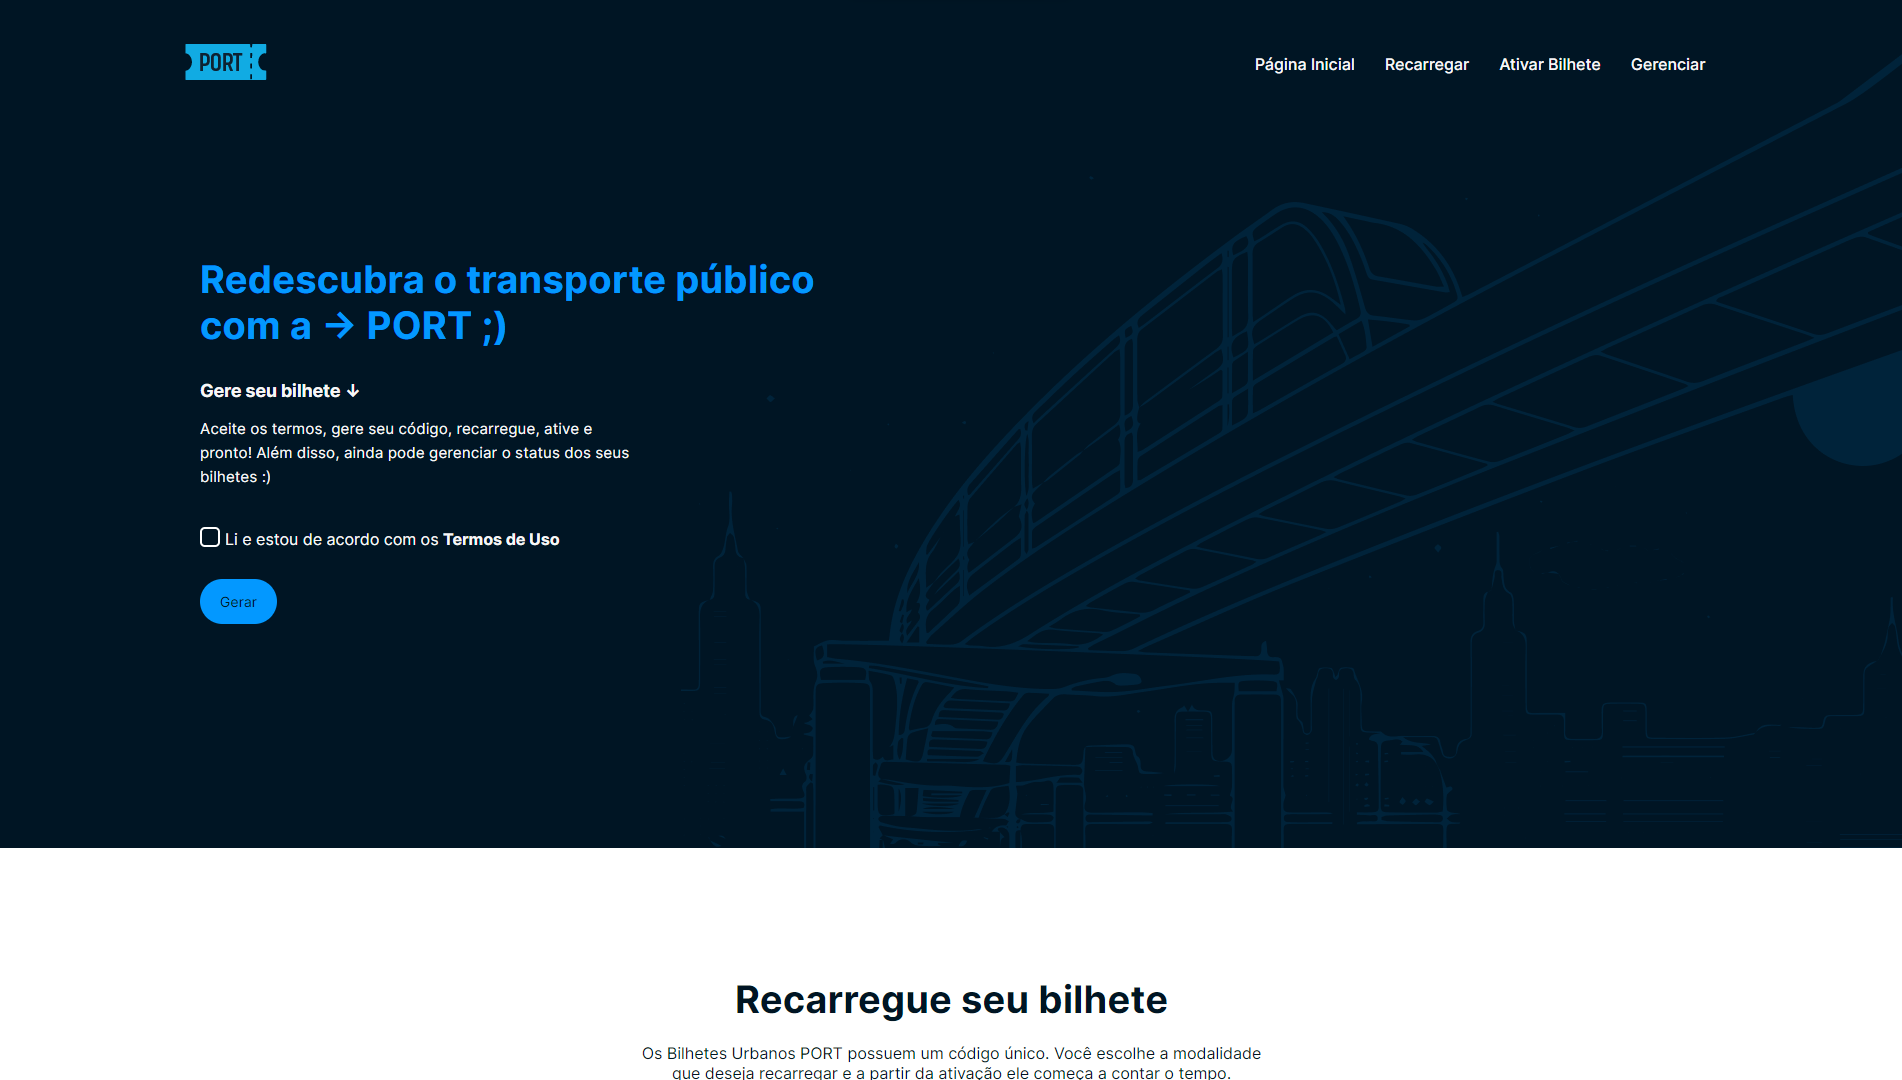 PORT
Página Inicial
Recarregar
Ativar Bilhete
Gerenciar
Redescubra o transporte público
com a → PORT ;)
Gere seu bilhete ↓
Aceite os termos, gere seu código, recarregue, ative e
pronto! Além disso, ainda pode gerenciar o status dos seus
bilhetes :)
Li e estou de acordo com os Termos de Uso
Gerar
Recarregue seu bilhete
Os Bilhetes Urbanos PORT possuem um código único. Você escolhe a modalidade
que deseja recarregar e a partir da ativação ele começa a contar o tempo.